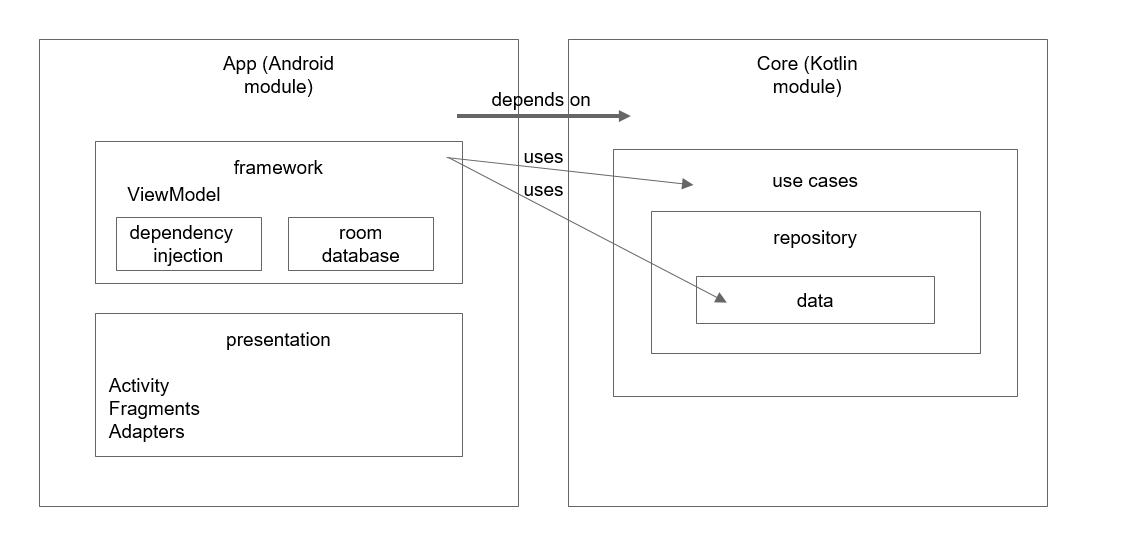 App (Android
module)
depends on
Core (Kotlin
module)
framework
ViewModel
dependency
injection
room
database
uses
uses
use cases
repository
data
presentation
Activity
Fragments
Adapters